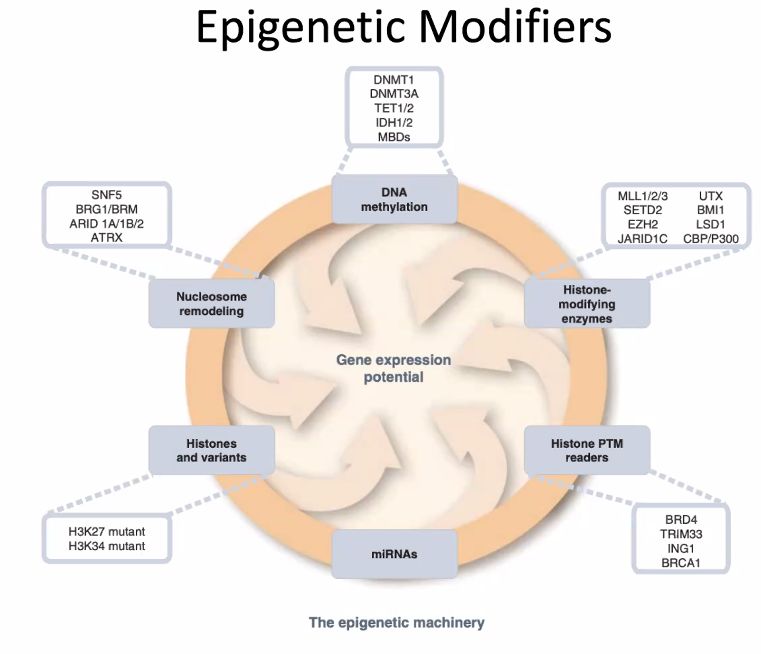 Epigenetic Modifiers
DNMT1
DNMT3A
TET1/2
IDH1/2
MBDs
DNA
methylation
SNF5
BRG1/BRM
ARID 1A/1B/2
ATRX
MLL1/2/3 UTX
SETD2 BMI1
EZH2 LSD1
JARID1C CBP/P300
Nucleosome
remodeling
Histone-
modifying
enzymes
Gene expression
potential
Histones
and variants
Histone PTM
readers
H3K27 mutant
H3K34 mutant
BRD4
TRIM33
ING1
BRCA1
miRNAs
The epigenetic machinery